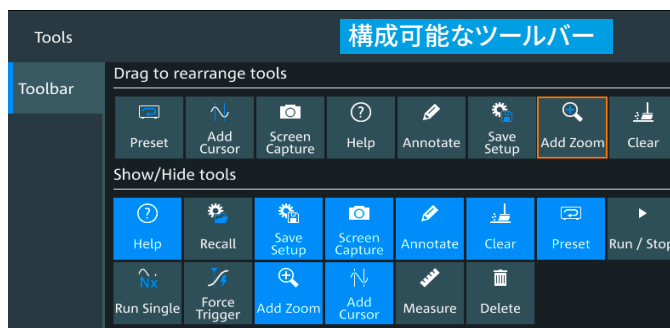 Tools
構成可能なツールバー
Toolbar
Drag to rearrange tools
Preset
Add
Cursor
Screen
Capture
Help
Annotate
Save
Setup
Add Zoom
Clear
Show/Hide tools
Help
Recall
Save
Setup
Screen
Capture
Annotate
Clear
Preset
Run / Stop
Nx
Run Single
Force
Trigger
Add Zoom
Add
Cursor
Measure
Delete